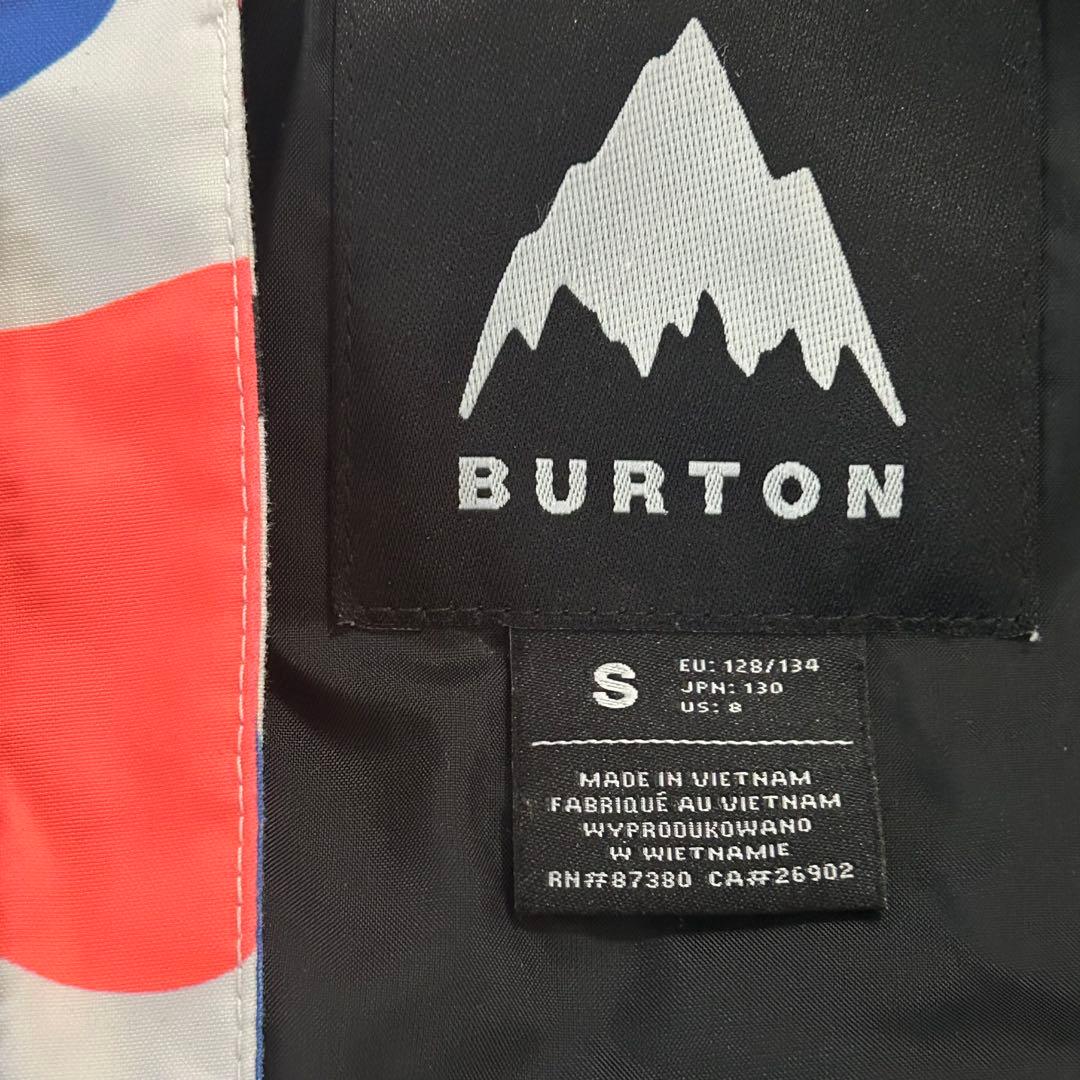 BURTON
S
EU: 128/134
JPN: 130
US: 8
MADE IN VIETNAM
FABRIQUÉ AU VIETNAM
WYPRODUKOWANO
W WIETNAMIE
RN#87380 CA#26902